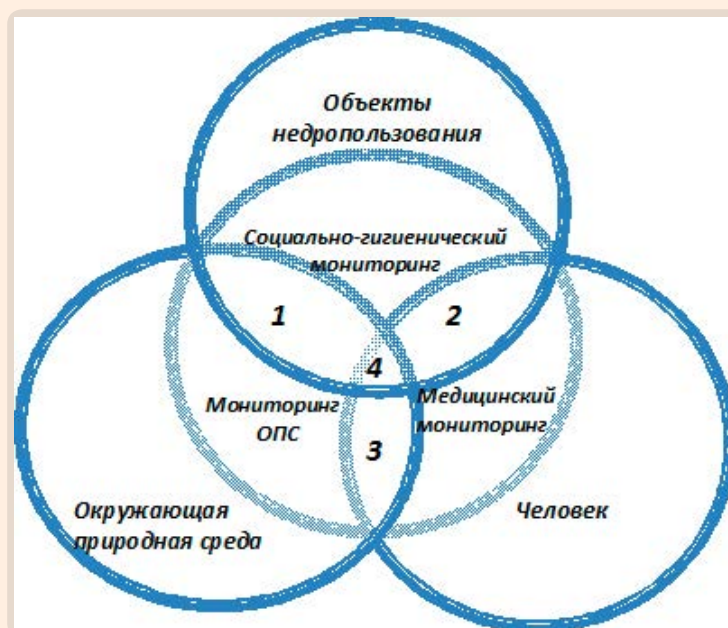 Объекты
недропользования
Социально-гигиенический
мониторинг
1
2
4
Мониторинг
ОПС
Медицинский
мониторинг
3
Окружающая
природная среда
Человек